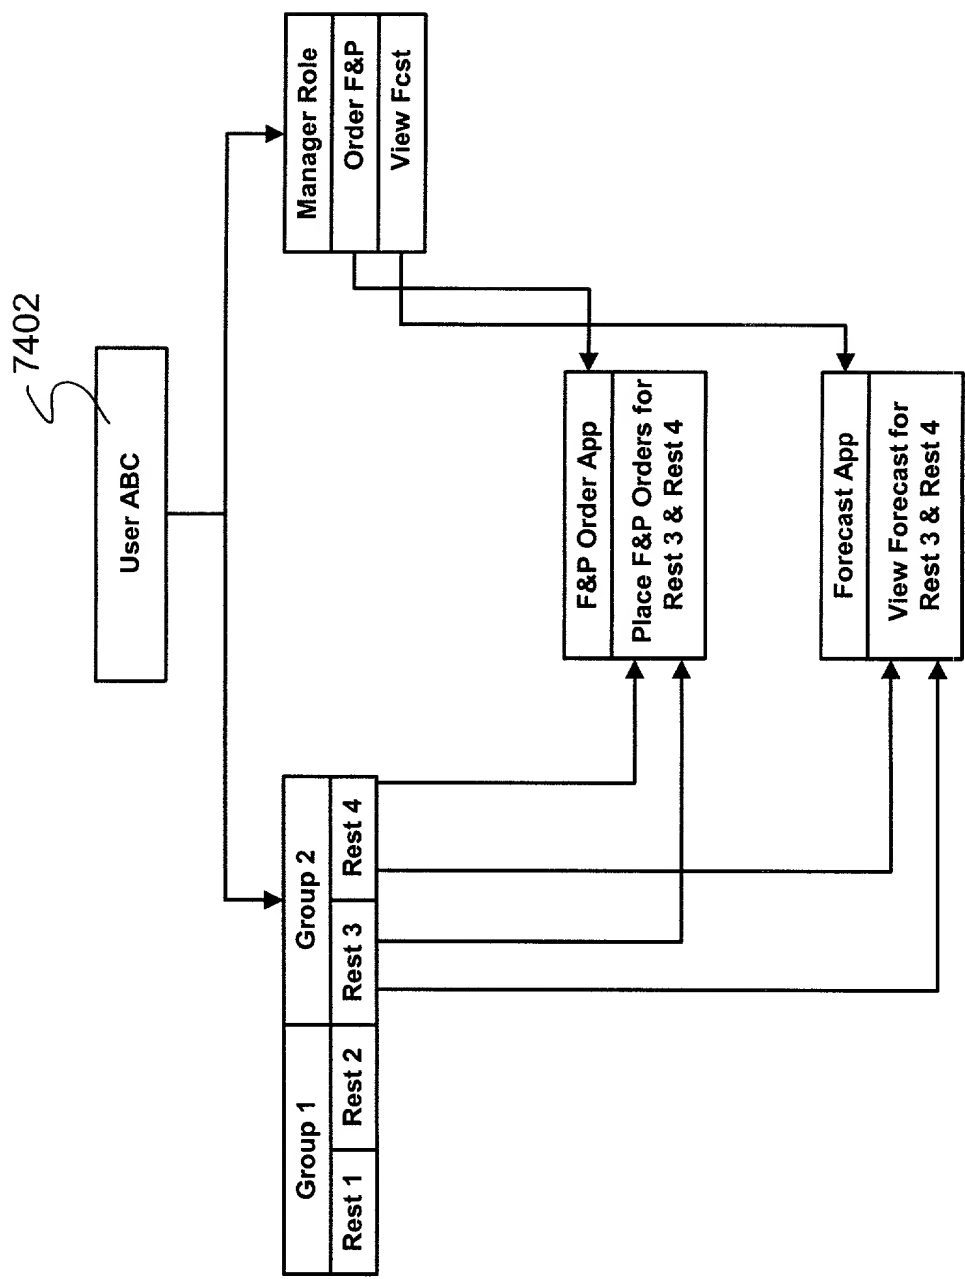 7402
User ABC
Group 1
Group 2
Rest 1
Rest 2
Rest 3
Rest 4
Manager Role
Order F&P
View Fcst
F&P Order App
Place F&P Orders for
Rest 3 & Rest 4
Forecast App
View Forecast for
Rest 3 & Rest 4